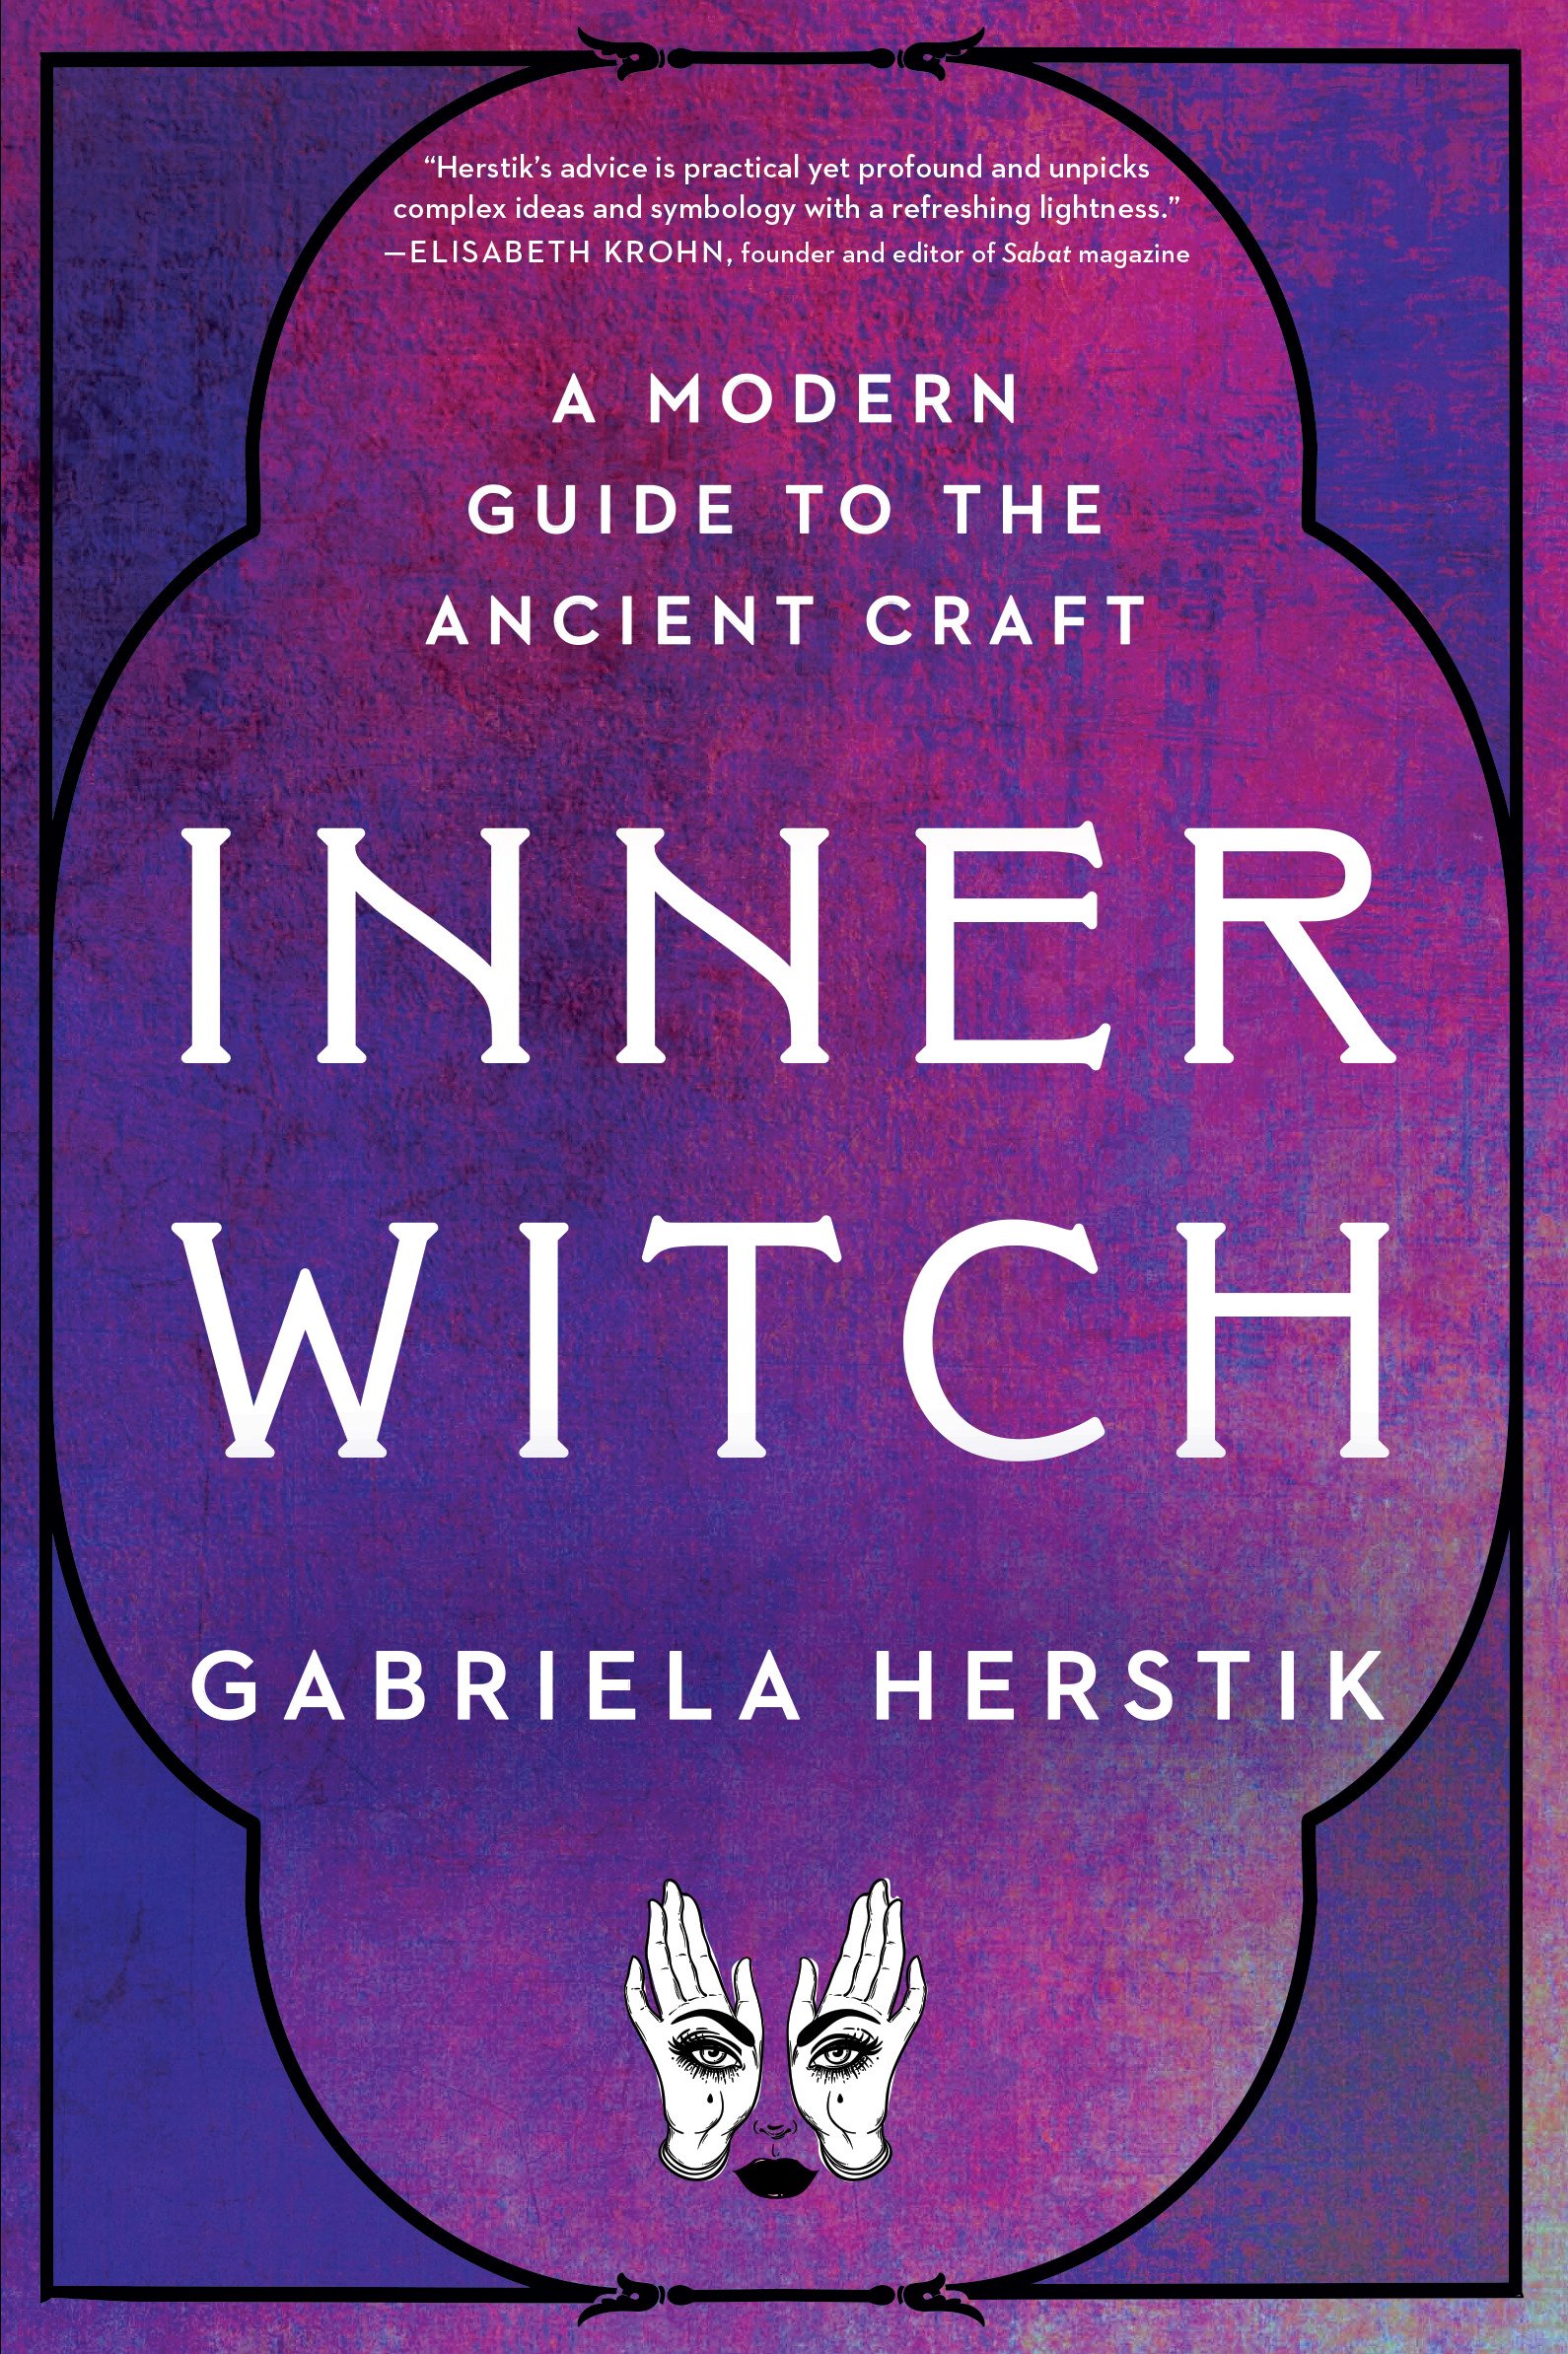 “Herstik’s advice is practical yet profound and unpicks
complex ideas and symbology with a refreshing lightness.”
—ELISABETH KROHN, founder and editor of Sabat magazine
A MODERN
GUIDE TO THE
ANCIENT CRAFT
INNER
WITCH
GABRIELA HERSTIK